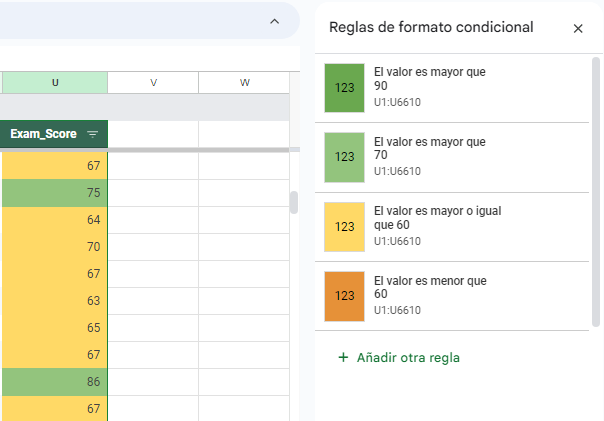 Reglas de formato condicional
U V W
Exam_Score
67
75
64
70
67
63
65
67
86
67
123
El valor es mayor que
90
U1:U6610
123
El valor es mayor que
70
U1:U6610
123
El valor es mayor o igual
que 60
U1:U6610
123
El valor es menor que
60
U1:U6610
+ Añadir otra regla